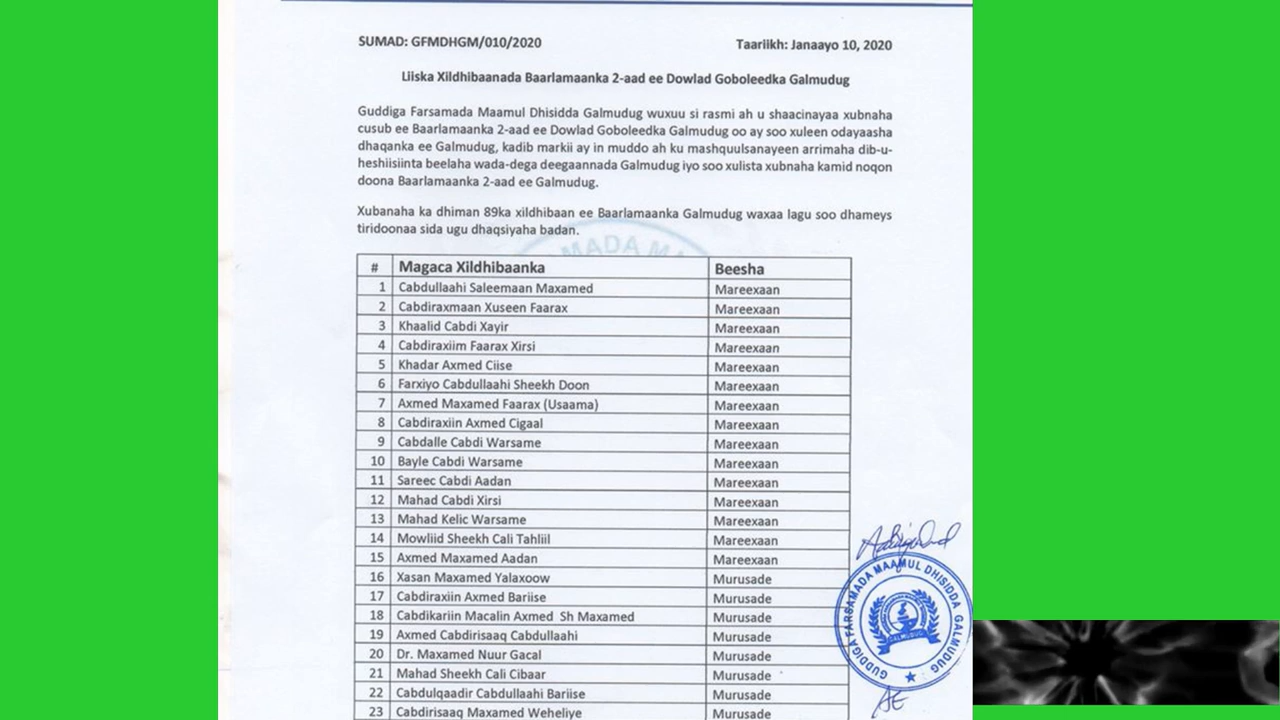 SUMAD: GFMDHGM/010/2020 Taariikh: Janaayo 10, 2020
Liiska Xildhibaanada Baarlamaanka 2-aad ee Dowlad Goboleedka Galmudug
Guddiga Farsamada Maamul Dhisidda Galmudug wuxuu si rasmi ah u shaacinayaa xubnaha
cusub ee Baarlamaanka 2-aad ee Dowlad Goboleedka Galmudug oo ay soo xuleen odayaasha
dhaqanka ee Galmudug, kadib markii ay in muddo ah ku mashquulsanayeen arrimaha dib-u-
heshiisiinta beelaha wada-dega deegaannada Galmudug iyo soo xulista xubnaha kamid noqon
doona Baarlamaanka 2-aad ee Galmudug.
Xubanaha ka dhiman 89ka xildhibaan ee Baarlamaanka Galmudug waxaa lagu soo dhameys
tiridoonaa sida ugu dhaqsiyaha badan.
# Magaca Xildhibaanka Beesha
1 Cabdullaahi Saleemaan Maxamed Mareexaan
2 Cabdiraxmaan Xuseen Faarax Mareexaan
3 Khaalid Cabdi Xayir Mareexaan
4 Cabdiraxiim Faarax Xirsi Mareexaan
5 Khadar Axmed Ciise Mareexaan
6 Farxiyo Cabdullaahi Sheekh Doon Mareexaan
7 Axmed Maxamed Faarax (Usaama) Mareexaan
8 Cabdiraxiin Axmed Cigaal Mareexaan
9 Cabdalle Cabdi Warsame Mareexaan
10 Bayle Cabdi Warsame Mareexaan
11 Sareec Cabdi Aadan Mareexaan
12 Mahad Cabdi Xirsi Mareexaan
13 Mahad Kelic Warsame Mareexaan
14 Mowliid Sheekh Cali Tahliil Mareexaan
15 Axmed Maxamed Aadan Mareexaan
16 Xasan Maxamed Yalaxoow Murusade
17 Cabdiraxiin Axmed Bariise Murusade
18 Cabdikariin Macalin Axmed Sh Maxamed Murusade
19 Axmed Cabdirisaaq Cabdullaahi Murusade
20 Dr. Maxamed Nuur Gacal Murusade
21 Mahad Sheekh Cali Cibaar Murusade
22 Cabdulqaadir Cabdullaahi Bariise Murusade
23 Cabdirisaaq Maxamed Weheliye Murusade
GUDDIGA FARSAMADA MAAMUL DHISIDDA GALMUDUG
GALMUDUG